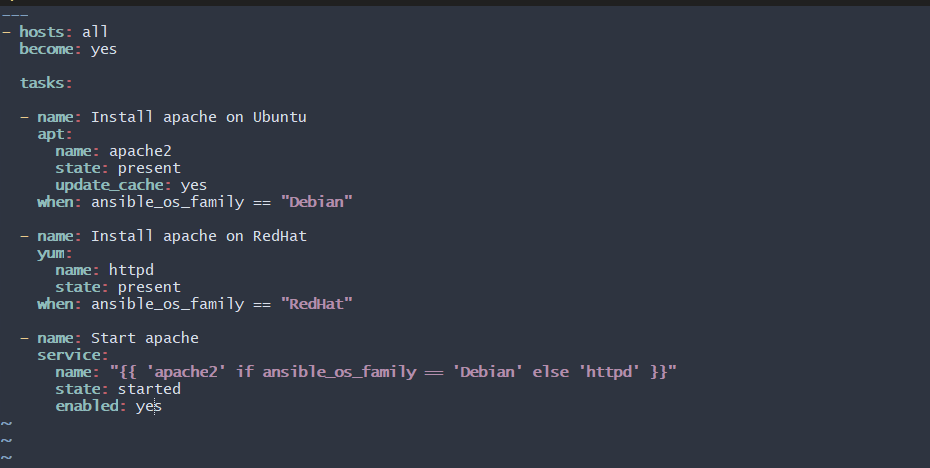 ---
- hosts: all
  become: yes

  tasks:

  - name: Install apache on Ubuntu
    apt:
      name: apache2
      state: present
      update_cache: yes
    when: ansible_os_family == "Debian"

  - name: Install apache on RedHat
    yum:
      name: httpd
      state: present
    when: ansible_os_family == "RedHat"

  - name: Start apache
    service:
      name: "{{ 'apache2' if ansible_os_family == 'Debian' else 'httpd' }}"
      state: started
      enabled: yes
~
~
~